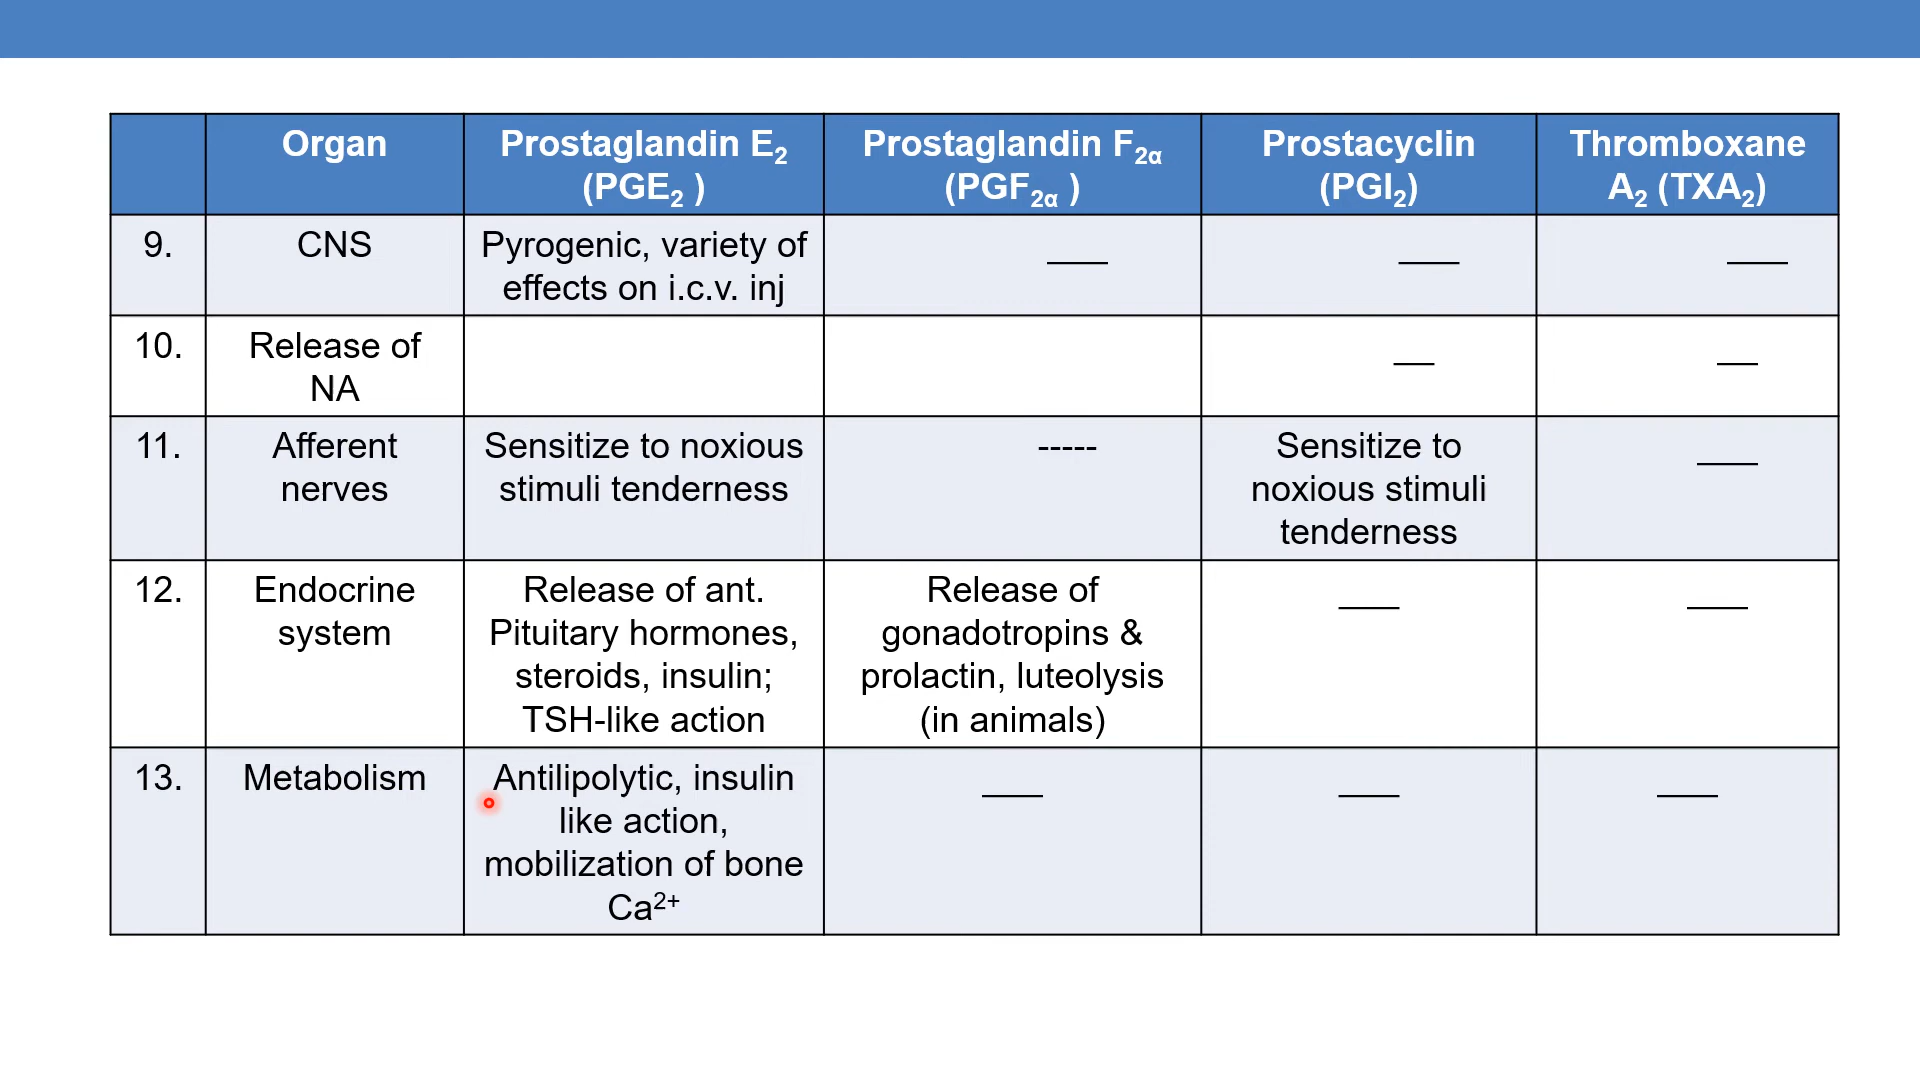 Organ
Prostaglandin E₂
(PGE₂ )
Prostaglandin F₂α
(PGF₂α )
Prostacyclin
(PGI₂)
Thromboxane
A₂ (TXA₂)
9.
CNS
Pyrogenic, variety of
effects on i.c.v. inj
___
___
___
10.
Release of
NA
__
__
11.
Afferent
nerves
Sensitize to noxious
stimuli tenderness
-----
Sensitize to
noxious stimuli
tenderness
___
12.
Endocrine
system
Release of ant.
Pituitary hormones,
steroids, insulin;
TSH-like action
Release of
gonadotropins &
prolactin, luteolysis
(in animals)
___
___
13.
Metabolism
Antilipolytic, insulin
like action,
mobilization of bone
Ca²⁺
___
___
___